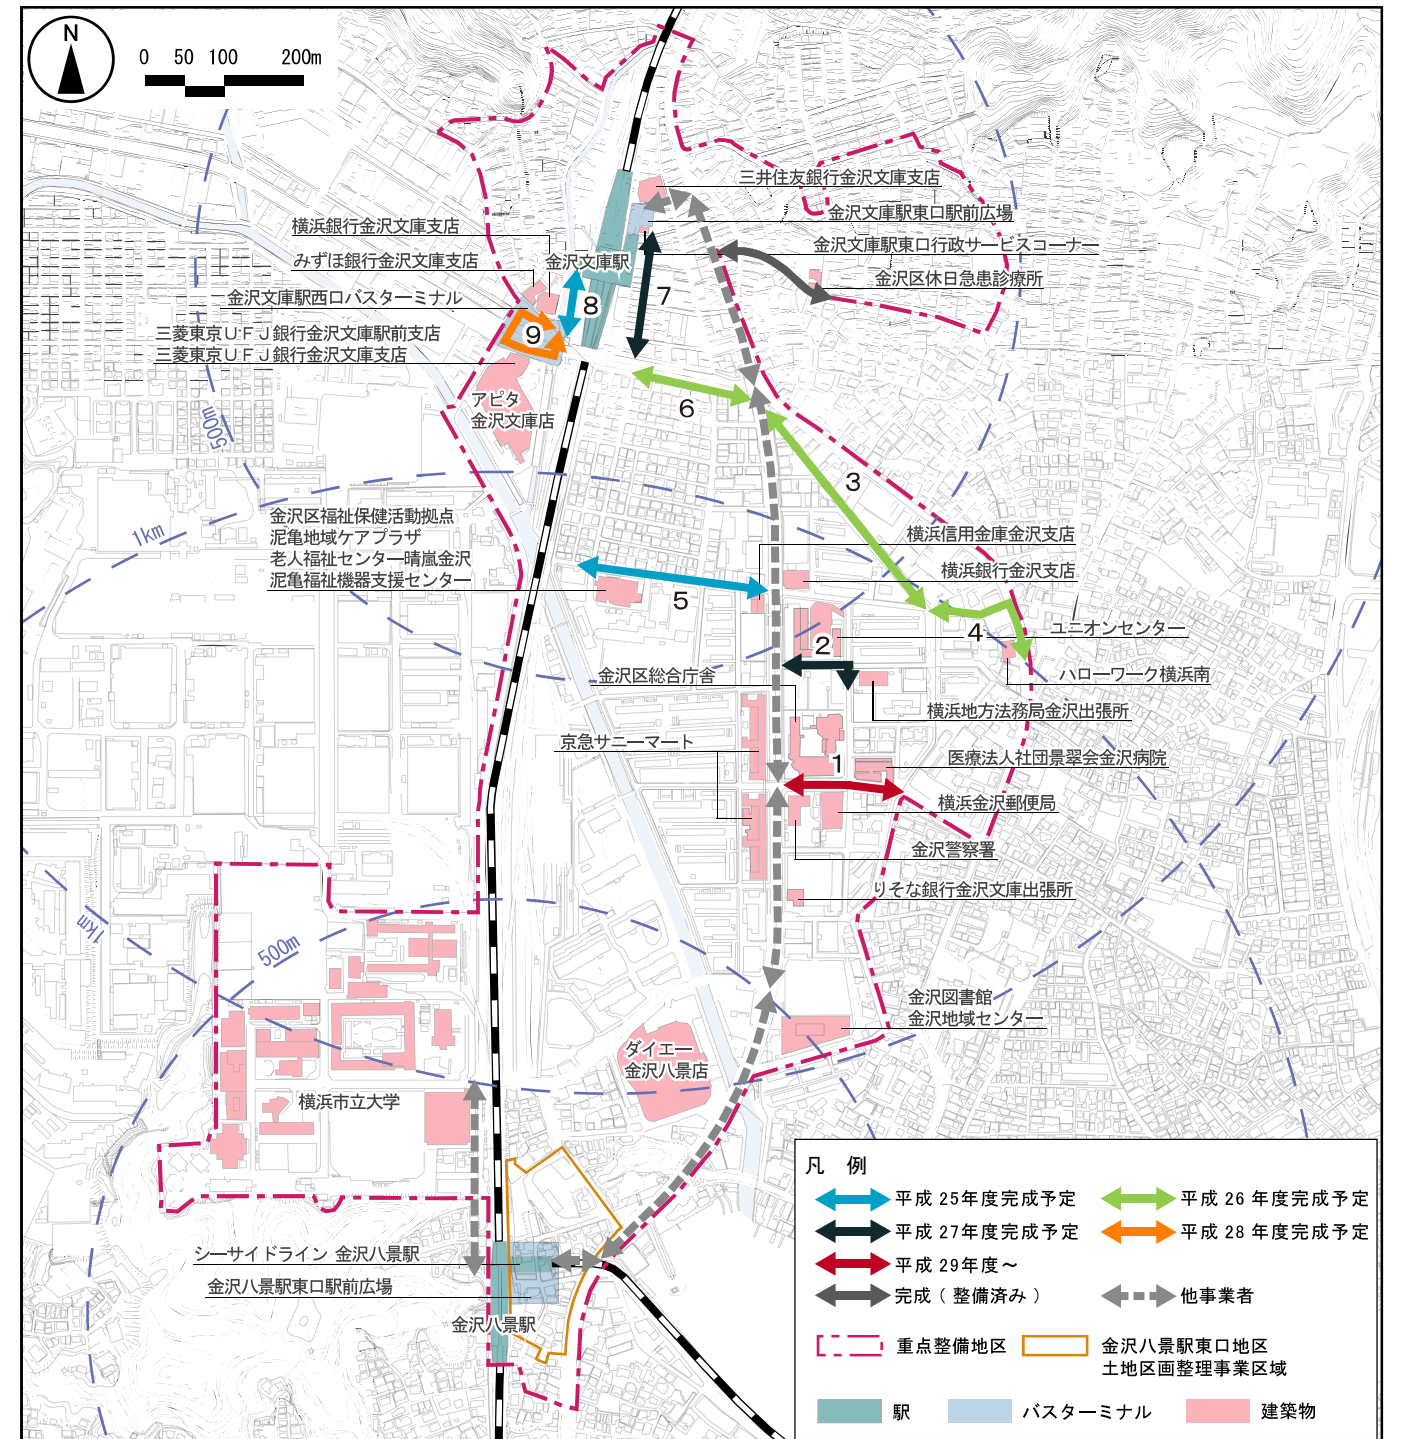 N
0 50 100 200m
三井住友銀行金沢文庫支店
金沢文庫駅東口駅前広場
横浜銀行金沢文庫支店
金沢文庫駅東口行政サービスコーナー
みずほ銀行金沢文庫支店
金沢文庫駅
金沢区休日急患診療所
金沢文庫駅西口バスターミナル
7
8
9
三菱東京UFJ銀行金沢文庫駅前支店
三菱東京UFJ銀行金沢文庫支店
アピタ
金沢文庫店
6
500m
3
1km
金沢区福祉保健活動拠点
泥亀地域ケアプラザ
老人福祉センター晴嵐金沢
泥亀福祉機器支援センター
横浜信用金庫金沢支店
横浜銀行金沢支店
5
4
2
ユニオンセンター
金沢区総合庁舎
ハローワーク横浜南
横浜地方法務局金沢出張所
京急サニーマート
医療法人社団景翠会金沢病院
1
横浜金沢郵便局
金沢警察署
りそな銀行金沢文庫出張所
1km
500m
金沢図書館
金沢地域センター
ダイエー
金沢八景店
横浜市立大学
シーサイドライン 金沢八景駅
金沢八景駅東口駅前広場
金沢八景駅
凡 例
平成 25年度完成予定
平成 26 年度完成予定
平成 27年度完成予定
平成 28 年度完成予定
平成 29年度~
完成 ( 整備済み )
他事業者
重点整備地区
金沢八景駅東口地区
土地区画整理事業区域
駅
バスターミナル
建築物